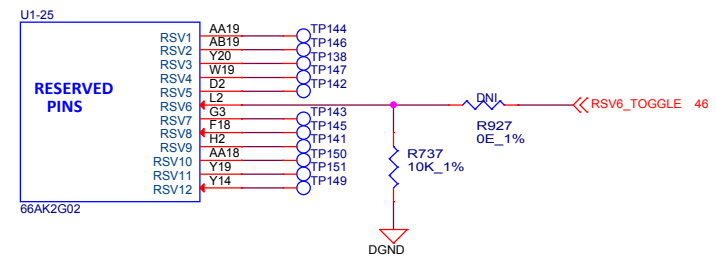 U1-25
RESERVED
PINS
RSV1 AA19 TP144
RSV2 AB19 TP146
RSV3 Y20 TP138
RSV4 W19 TP147
RSV5 D2 TP142
RSV6 L2
RSV7 G3 TP143
RSV8 F18 TP145
RSV9 H2 TP141
RSV10 AA18 TP150
RSV11 Y19 TP151
RSV12 Y14 TP149
66AK2G02
DNI
R927
0E_1%
RSV6_TOGGLE 46
R737
10K_1%
DGND